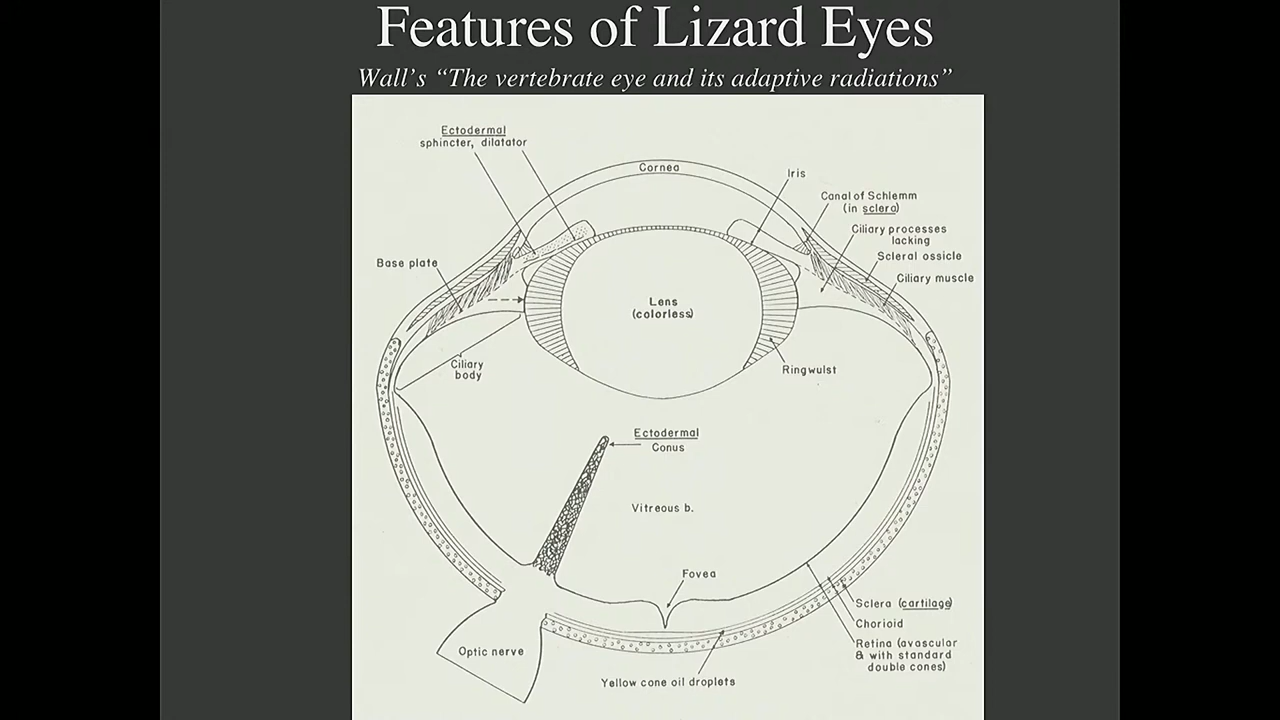 Features of Lizard Eyes
Wall's “The vertebrate eye and its adaptive radiations”
Ectodermal
sphincter, dilatator
Cornea
Iris
Canal of Schlemm
(in sclera)
Ciliary processes
lacking
Scleral ossicle
Ciliary muscle
Base plate
Lens
(colorless)
Ciliary
body
Ringwulst
Ectodermal
Conus
Vitreous b.
Fovea
Sclera (cartilage)
Chorioid
Retina (avascular
& with standard
double cones)
Optic nerve
Yellow cone oil droplets